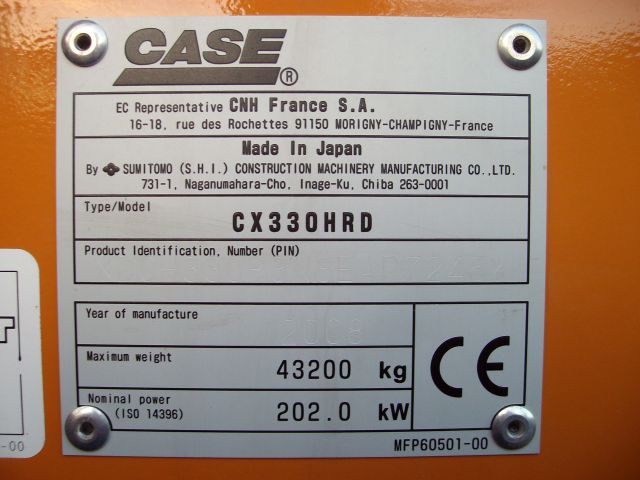 CASE ®
EC Representative CNH France S.A.
16-18, rue des Rochettes 91150 MORIGNY-CHAMPIGNY-France
Made In Japan
By SUMITOMO (S.H.I.) CONSTRUCTION MACHINERY MANUFACTURING CO.,LTD.
731-1, Naganumahara-Cho, Inage-Ku, Chiba 263-0001
Type/Model
CX330HRD
Product Identification, Number (PIN)
Year of manufacture
2008
Maximum weight
43200 kg
Nominal power
(ISO 14396)
202.0 kW
CE
MFP60501-00
-00